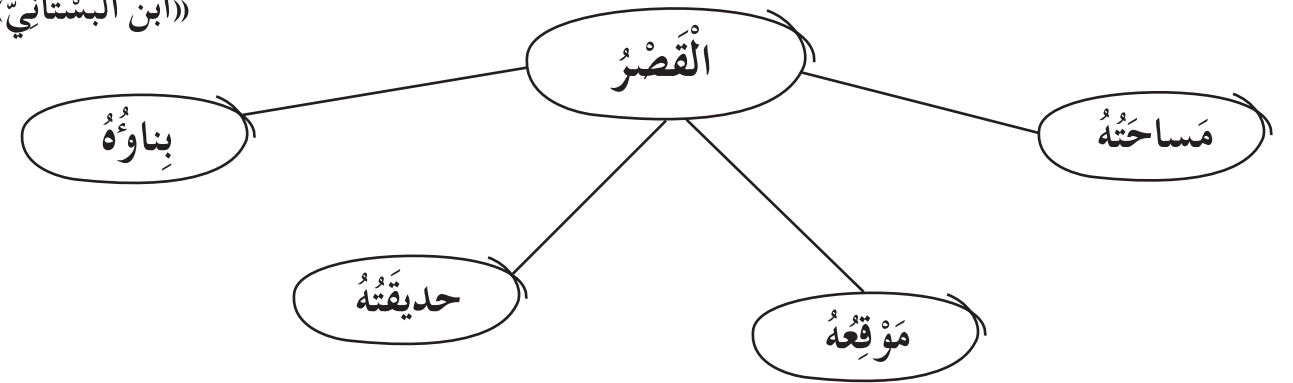 «ابن البستانيّ»
الْقَصْرُ
مَساحَتُهُ
بِناؤُهُ
حديقَتُهُ
مَوْقِعُهُ